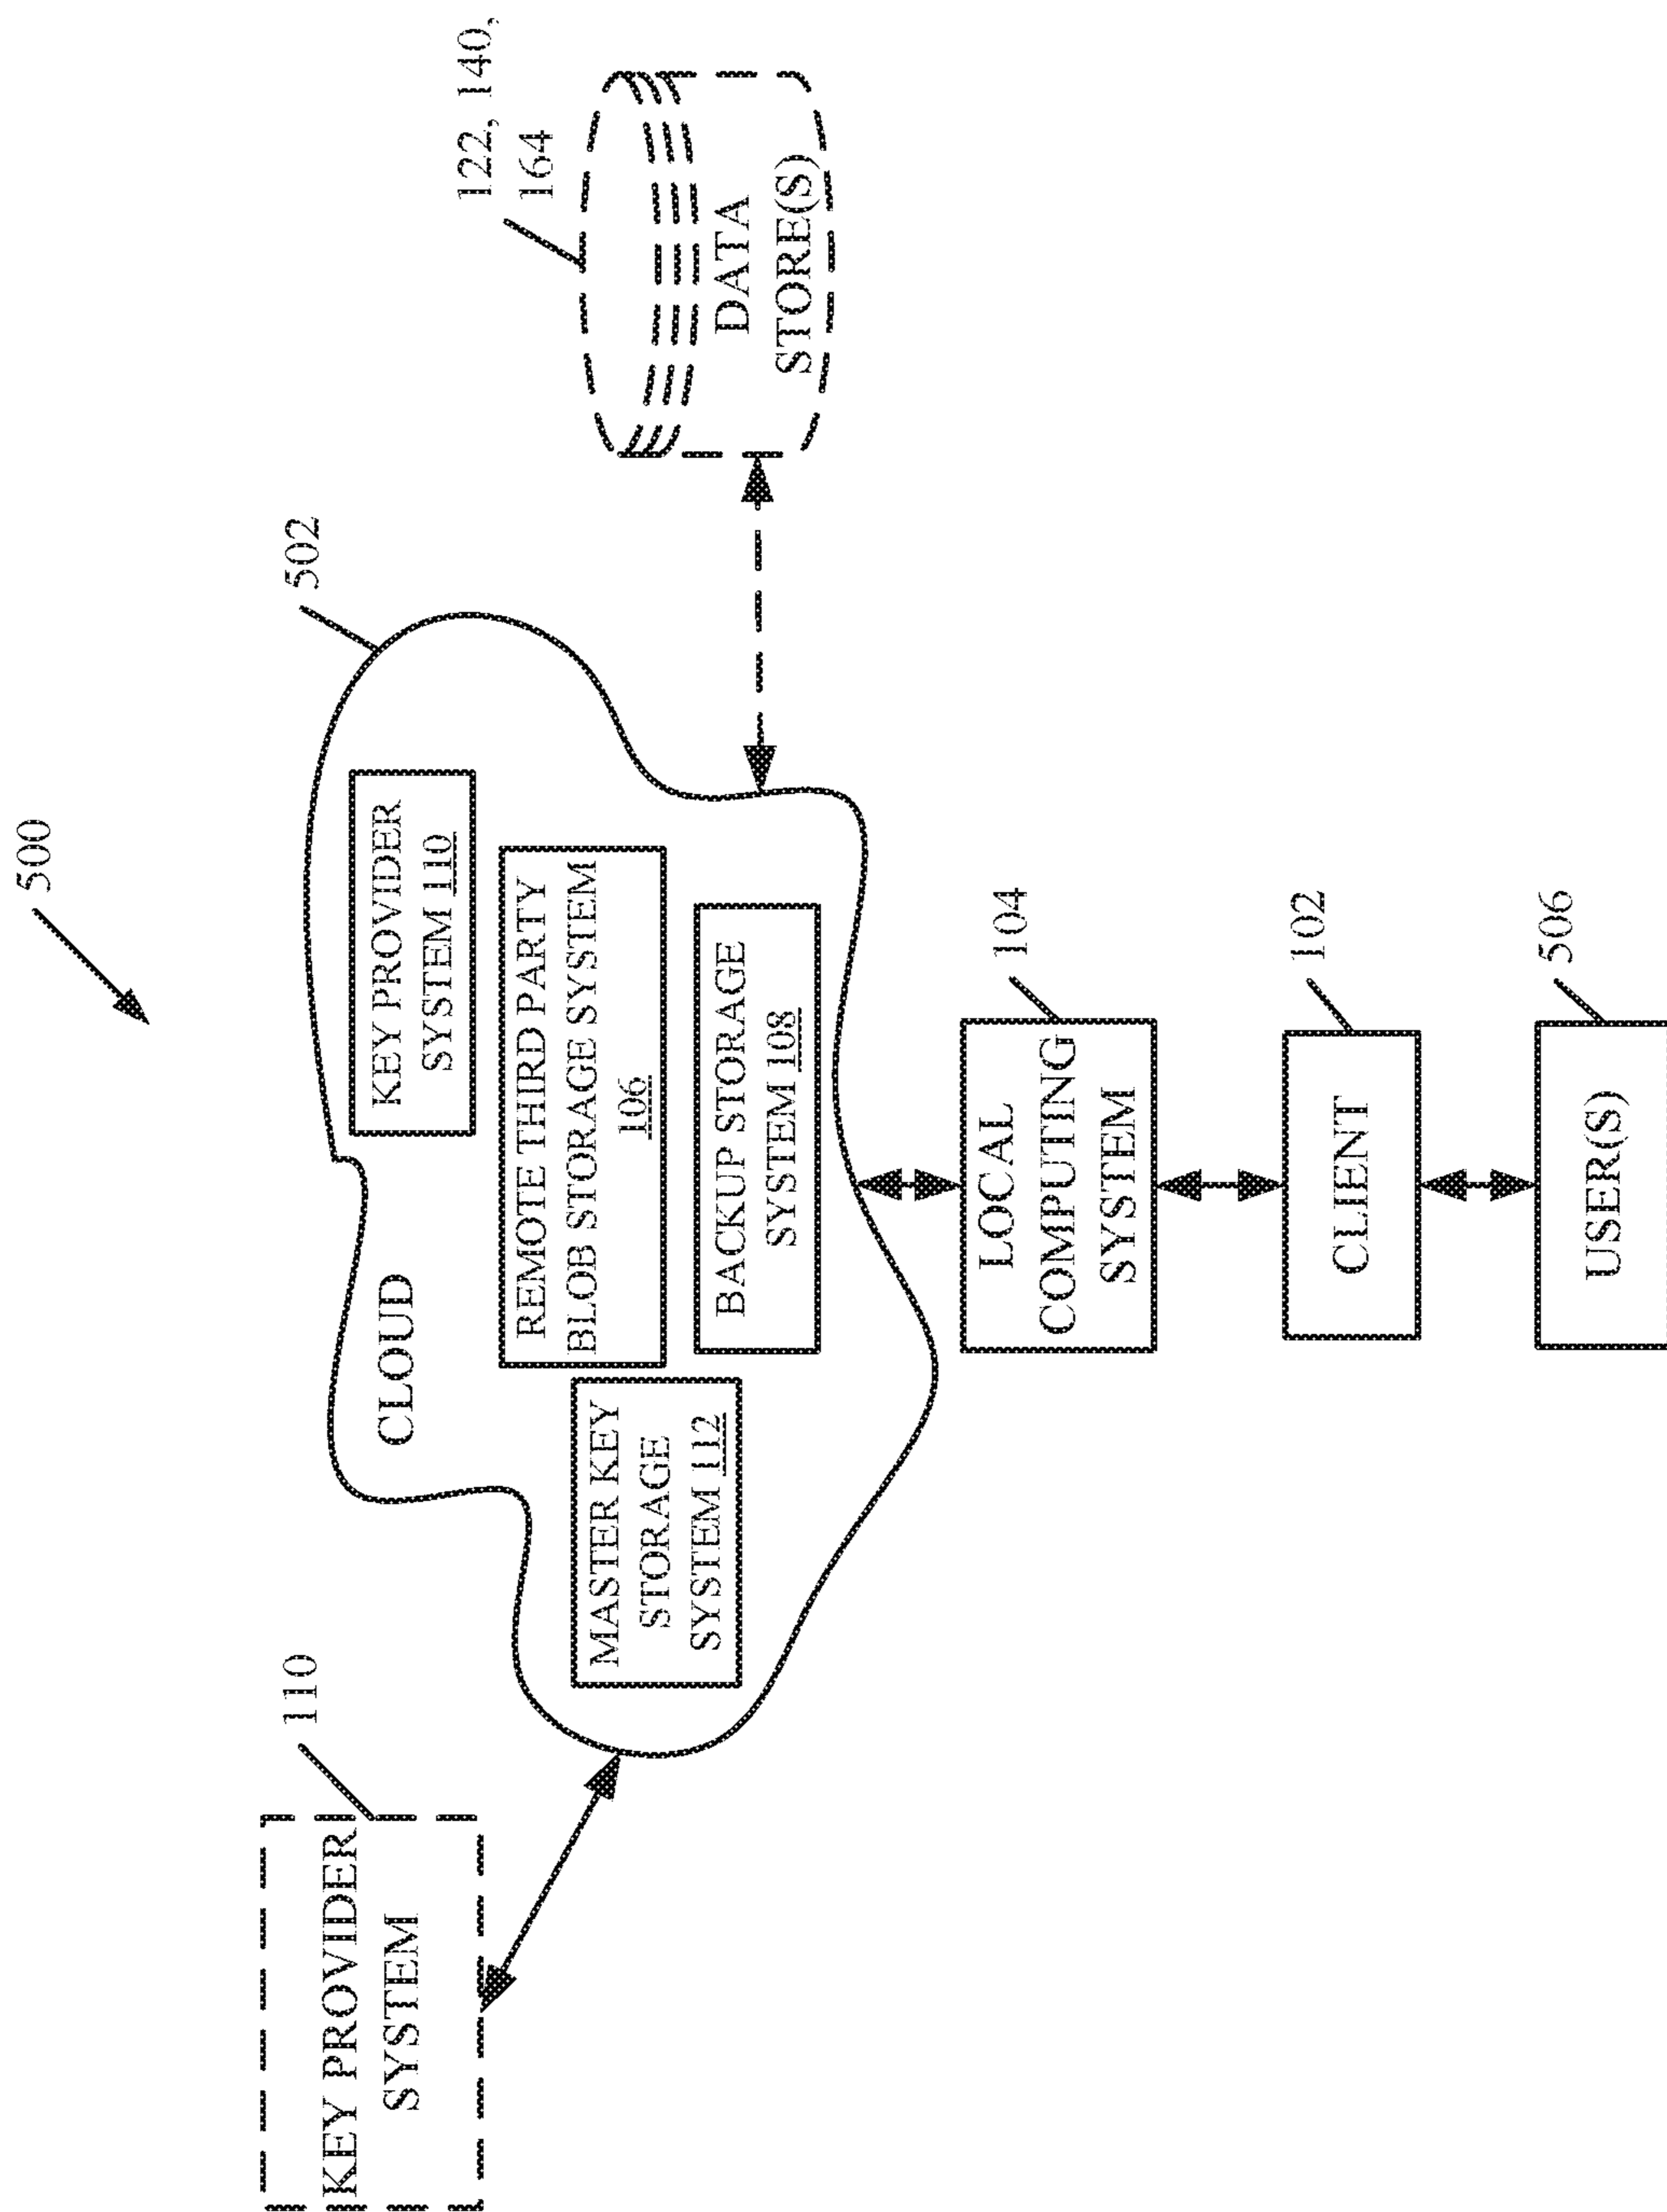 500
110
KEY PROVIDER
SYSTEM
502
CLOUD
KEY PROVIDER
SYSTEM 110
REMOTE THIRD PARTY
BLOB STORAGE SYSTEM
106
MASTER KEY
STORAGE
SYSTEM 112
BACKUP STORAGE
SYSTEM 108
122, 140,
164
DATA
STORE(S)
LOCAL
COMPUTING
SYSTEM
104
CLIENT
102
USER(S)
506